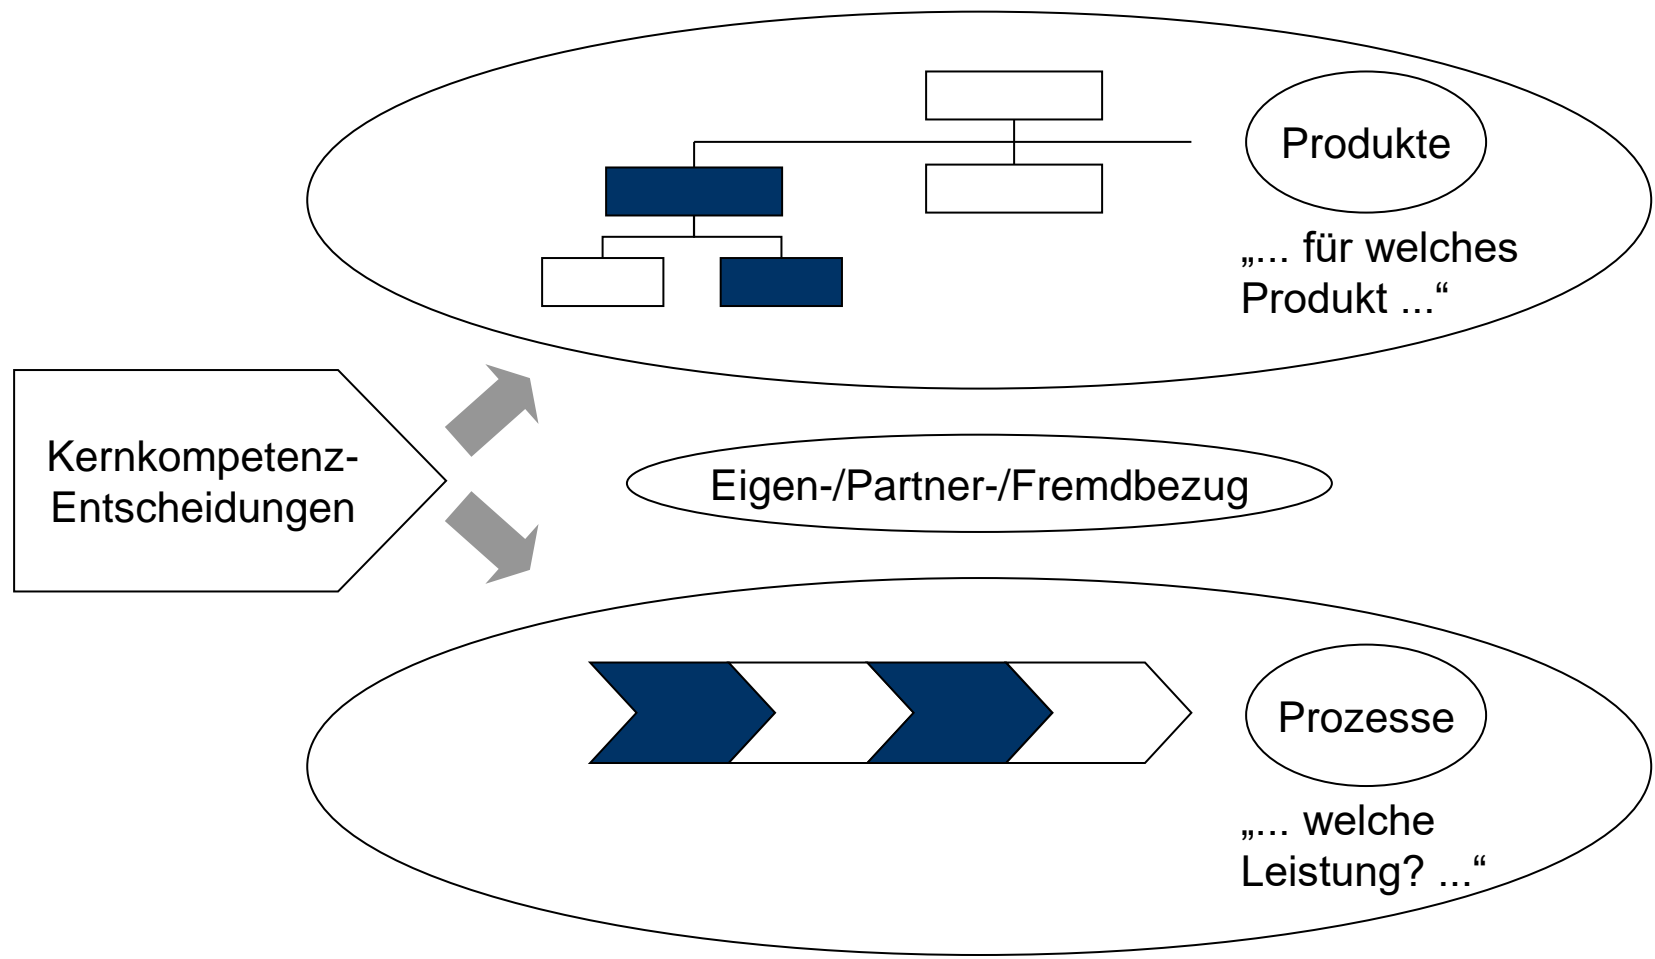 Produkte
„... für welches
Produkt ...“
Kernkompetenz-
Entscheidungen
Eigen-/Partner-/Fremdbezug
Prozesse
„... welche
Leistung? ...“